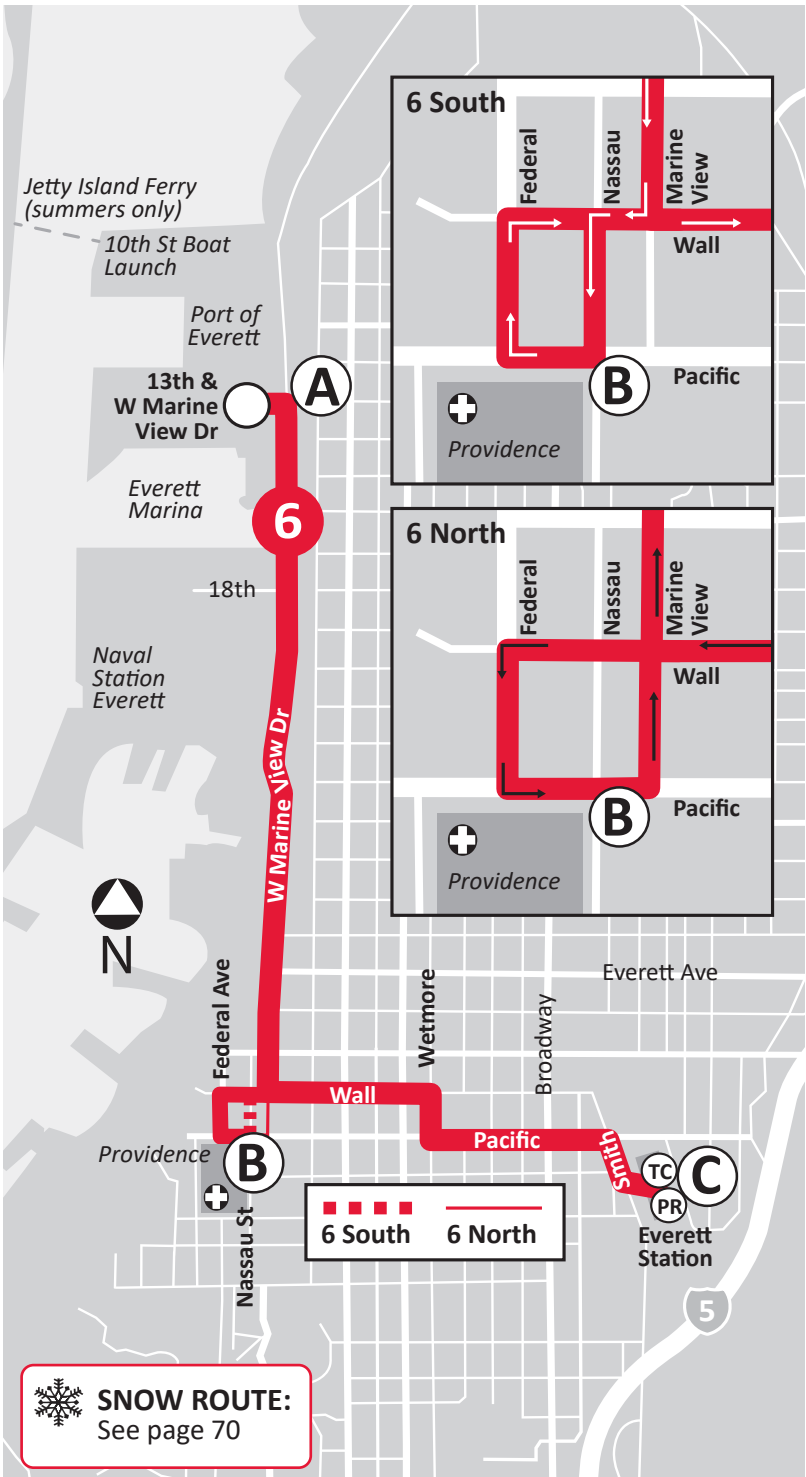 Jetty Island Ferry
(summers only)
10th St Boat
Launch
Port of
Everett
13th &
W Marine
View Dr
A
Everett
Marina
6
18th
Naval
Station
Everett
W Marine View Dr
N
6 South
Federal
Nassau
Marine
View
Wall
B
Pacific
Providence
6 North
Federal
Nassau
Marine
View
Wall
B
Pacific
Providence
Everett Ave
Federal Ave
Wetmore
Broadway
Wall
Pacific
Smith
Providence
B
TC
C
PR
Everett
Station
Nassau St
6 South
6 North
5
SNOW ROUTE:
See page 70